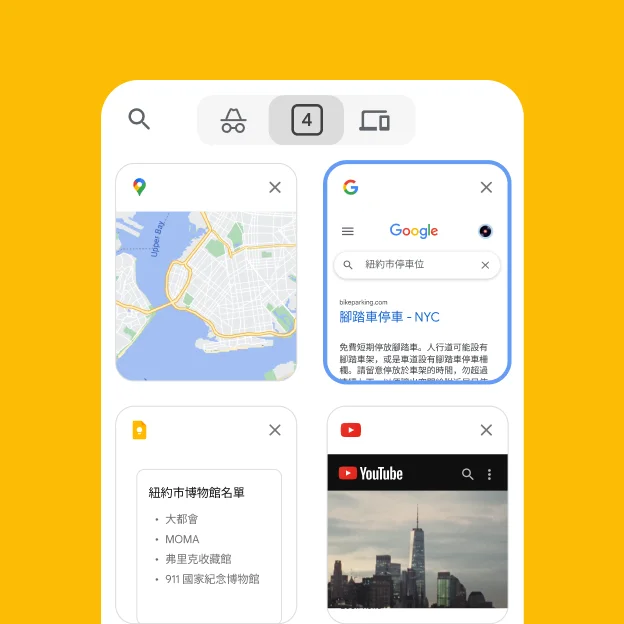 4
Upper Bay
Google
紐約市停車位
bikeparking.com
腳踏車停車 - NYC
免費短期停放腳踏車。人行道可能設有
腳踏車架，或是車道設有腳踏車停車柵
欄。請留意停放於車架的時間，勿超過
紐約市博物館名單
• 大都會
• MOMA
• 弗里克收藏館
• 911 國家紀念博物館
YouTube